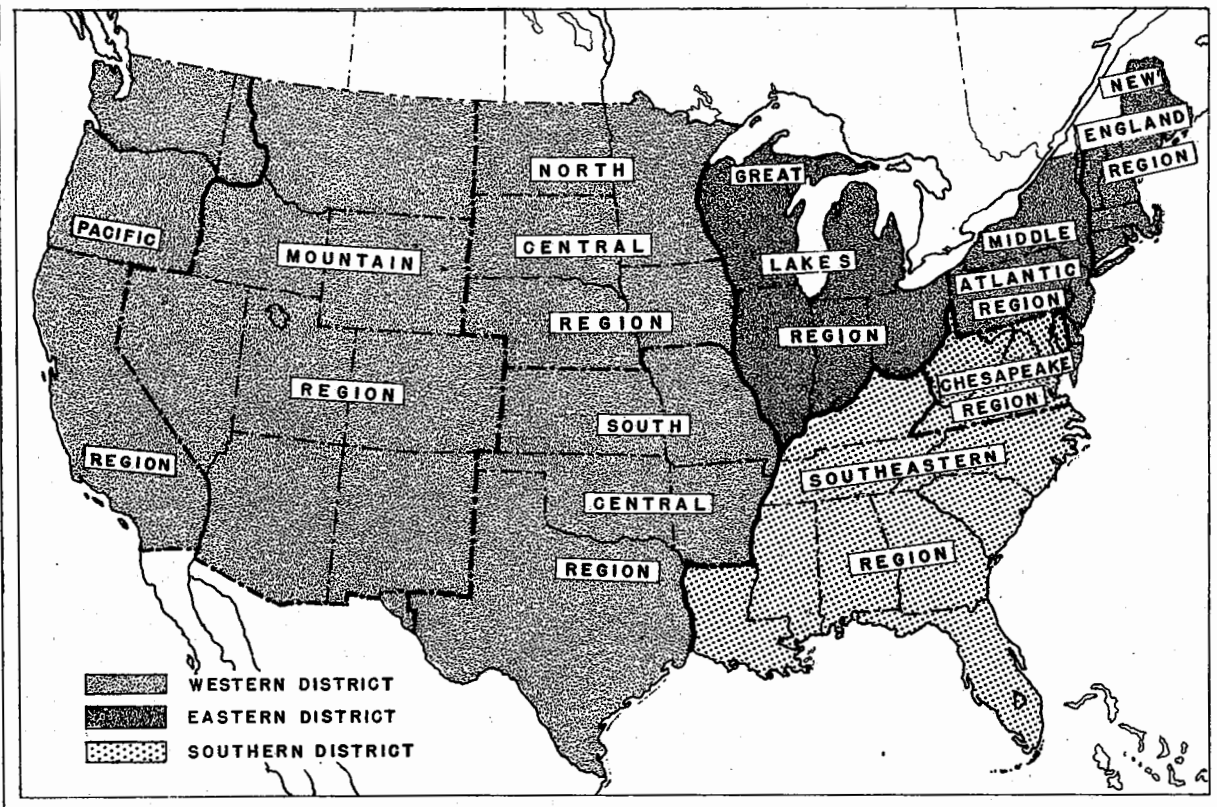 NEW
ENGLAND
REGION
NORTH
CENTRAL
REGION
GREAT
LAKES
REGION
PACIFIC
REGION
MOUNTAIN
REGION
MIDDLE
ATLANTIC
REGION
CHESAPEAKE
REGION
SOUTH
CENTRAL
REGION
SOUTHEASTERN
REGION
WESTERN DISTRICT
EASTERN DISTRICT
SOUTHERN DISTRICT